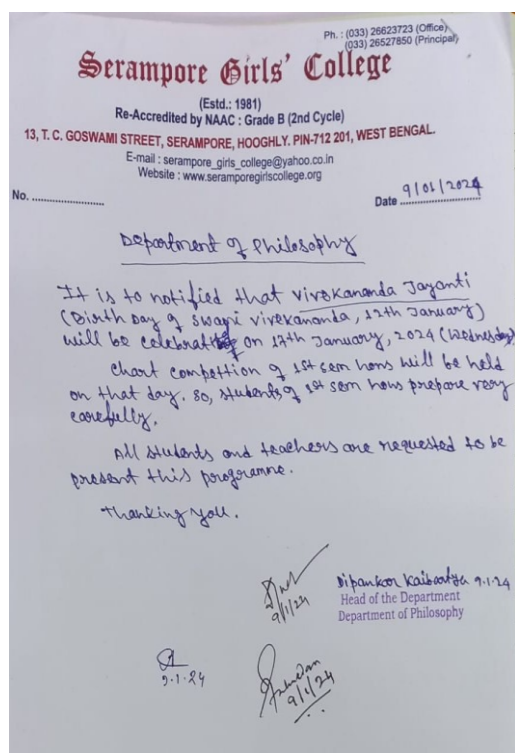 Ph. : (033) 26623723 (Office)
(033) 26527850 (Principal)
Serampore Girls' College
(Estd.: 1981)
Re-Accredited by NAAC : Grade B (2nd Cycle)
13, T. C. GOSWAMI STREET, SERAMPORE, HOOGHLY. PIN-712 201, WEST BENGAL.
E-mail : serampore_girls_college@yahoo.co.in
Website : www.seramporegirlscollege.org
No. ........................
Date 9/01/2024
Department of Philosophy
It is to notified that Vivekananda Jayanti
(Birth Day of Swami Vivekananda, 12th January)
will be celebrating on 17th January, 2024 (Wednesday)
Chart compettion of 1st sem hons will be held
on that day. So, students of 1st sem hons prepare very
carefully.
All students and teachers are requested to be
present this programme.
Thanking you.
9/1/24
Dipankar Kaibartya 9.1.24
Head of the Department
Department of Philosophy
9.1.24
9/1/24